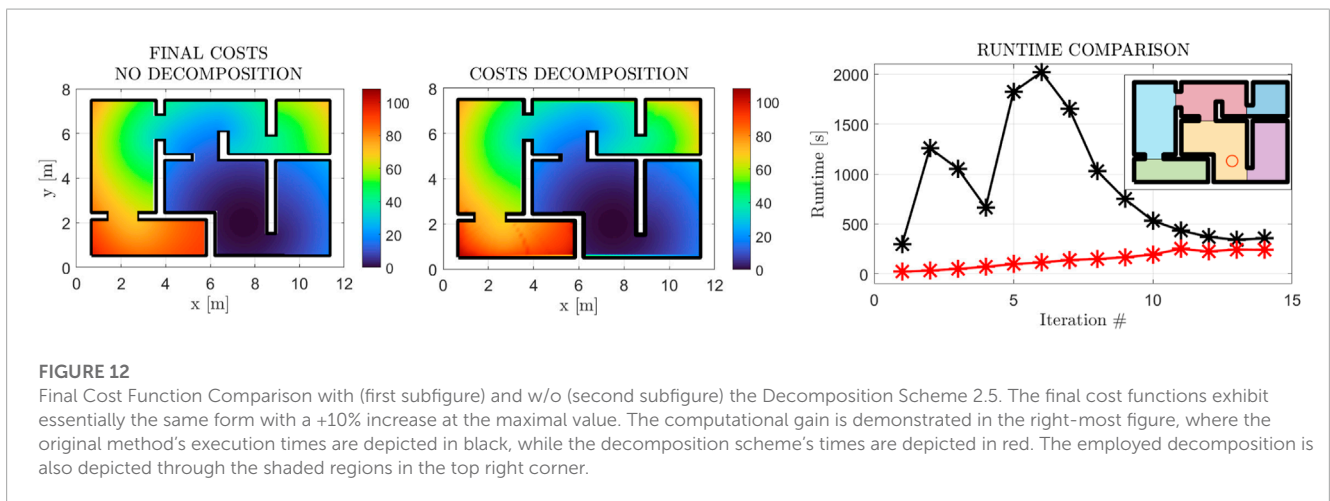 FINAL COSTS
NO DECOMPOSITION
8
6
4
2
0
y [m]
0 2 4 6 8 10 12
x [m]
100
80
60
40
20
0
COSTS DECOMPOSITION
8
6
4
2
0
0 2 4 6 8 10 12
x [m]
100
80
60
40
20
0
RUNTIME COMPARISON
2000
1500
1000
500
0
Runtime [s]
0 5 10 15
Iteration #
FIGURE 12
Final Cost Function Comparison with (first subfigure) and w/o (second subfigure) the Decomposition Scheme 2.5. The final cost functions exhibit
essentially the same form with a +10% increase at the maximal value. The computational gain is demonstrated in the right-most figure, where the
original method's execution times are depicted in black, while the decomposition scheme's times are depicted in red. The employed decomposition is
also depicted through the shaded regions in the top right corner.